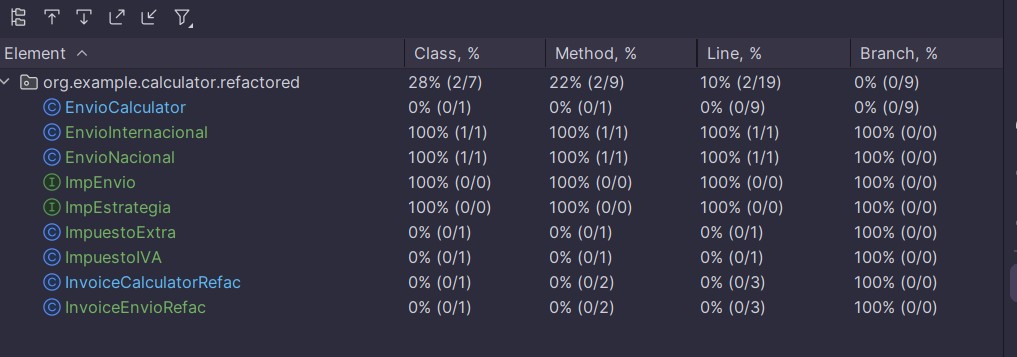 Element Class, % Method, % Line, % Branch, %
org.example.calculator.refactored 28% (2/7) 22% (2/9) 10% (2/19) 0% (0/9)
C EnvioCalculator 0% (0/1) 0% (0/1) 0% (0/9) 0% (0/9)
C EnvioInternacional 100% (1/1) 100% (1/1) 100% (1/1) 100% (0/0)
C EnvioNacional 100% (1/1) 100% (1/1) 100% (1/1) 100% (0/0)
I ImpEnvio 100% (0/0) 100% (0/0) 100% (0/0) 100% (0/0)
I ImpEstrategia 100% (0/0) 100% (0/0) 100% (0/0) 100% (0/0)
C ImpuestoExtra 0% (0/1) 0% (0/1) 0% (0/1) 100% (0/0)
C ImpuestoIVA 0% (0/1) 0% (0/1) 0% (0/1) 100% (0/0)
C InvoiceCalculatorRefac 0% (0/1) 0% (0/2) 0% (0/3) 100% (0/0)
C InvoiceEnvioRefac 0% (0/1) 0% (0/2) 0% (0/3) 100% (0/0)